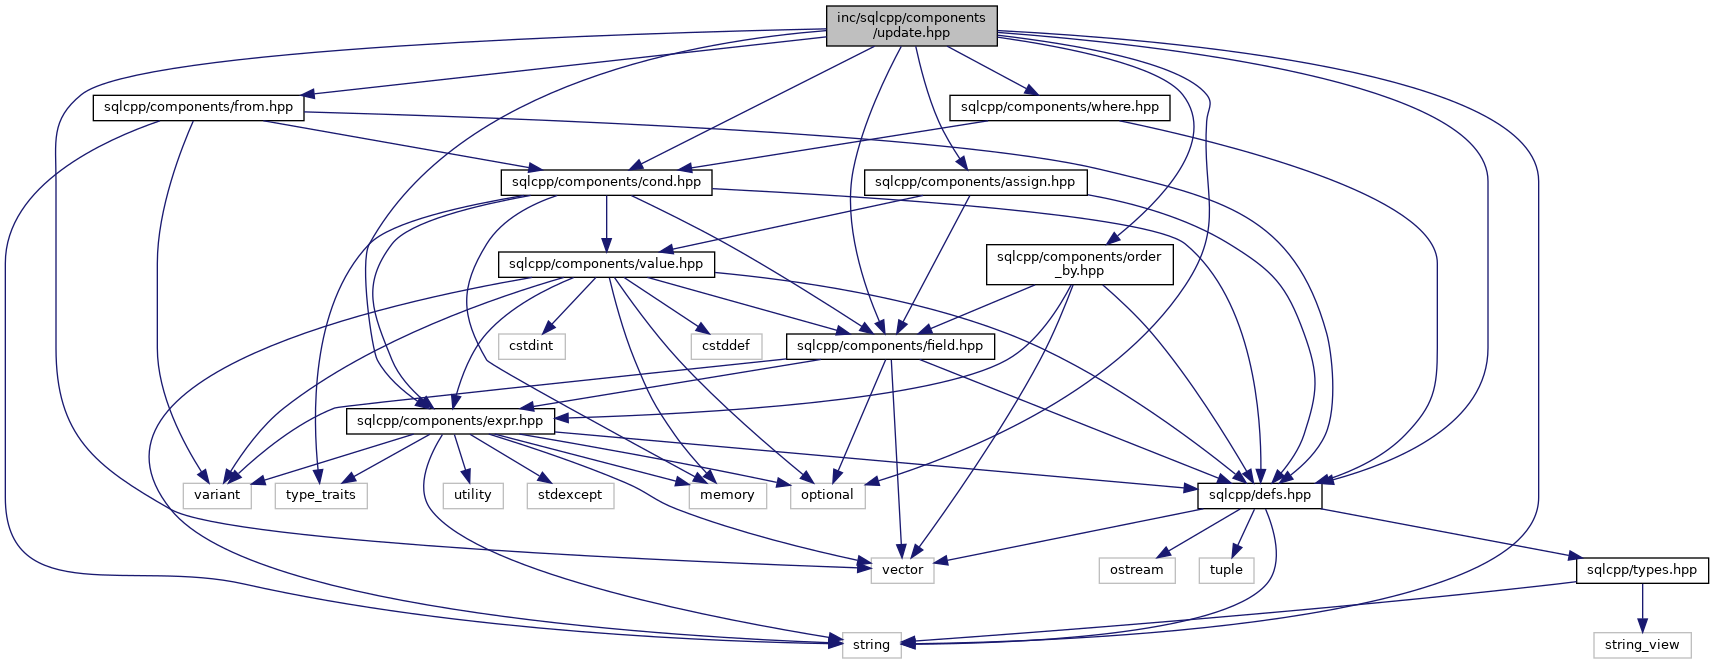 inc/sqlcpp/components
/update.hpp
sqlcpp/components/from.hpp
sqlcpp/components/where.hpp
sqlcpp/components/cond.hpp
sqlcpp/components/assign.hpp
sqlcpp/components/value.hpp
sqlcpp/components/order
_by.hpp
cstdint
cstddef
sqlcpp/components/field.hpp
sqlcpp/components/expr.hpp
variant
type_traits
utility
stdexcept
memory
optional
sqlcpp/defs.hpp
vector
ostream
tuple
sqlcpp/types.hpp
string
string_view